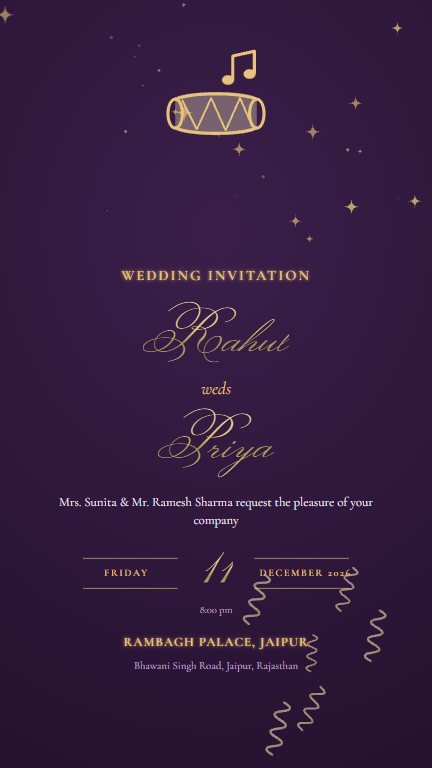 WEDDING INVITATION
Rahul
weds
Priya
Mrs. Sunita & Mr. Ramesh Sharma request the pleasure of your
company
FRIDAY 11 DECEMBER 2026
8:00 pm
RAMBAGH PALACE, JAIPUR
Bhawani Singh Road, Jaipur, Rajasthan